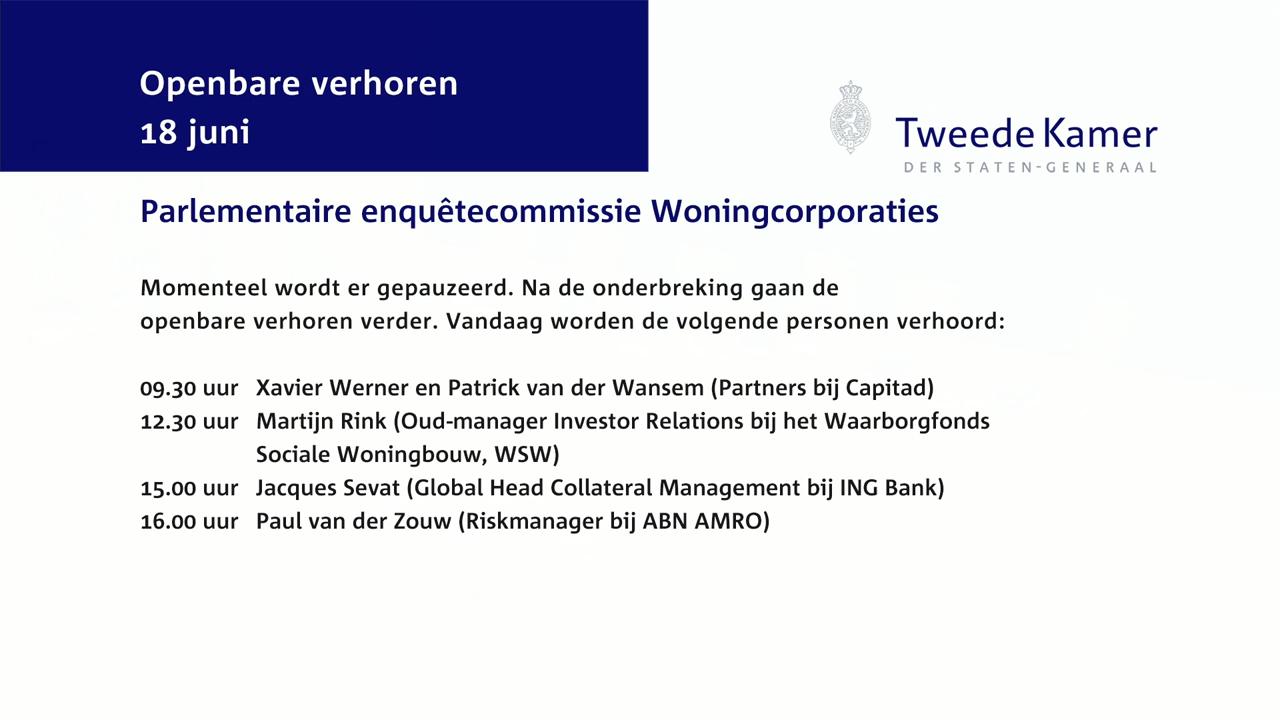 Openbare verhoren
18 juni
Tweede Kamer
DER STATEN-GENERAAL
Parlementaire enquêtecommissie Woningcorporaties
Momenteel wordt er gepauzeerd. Na de onderbreking gaan de
openbare verhoren verder. Vandaag worden de volgende personen verhoord:
09.30 uur Xavier Werner en Patrick van der Wansem (Partners bij Capitad)
12.30 uur Martijn Rink (Oud-manager Investor Relations bij het Waarborgfonds
Sociale Woningbouw, WSW)
15.00 uur Jacques Sevat (Global Head Collateral Management bij ING Bank)
16.00 uur Paul van der Zouw (Riskmanager bij ABN AMRO)